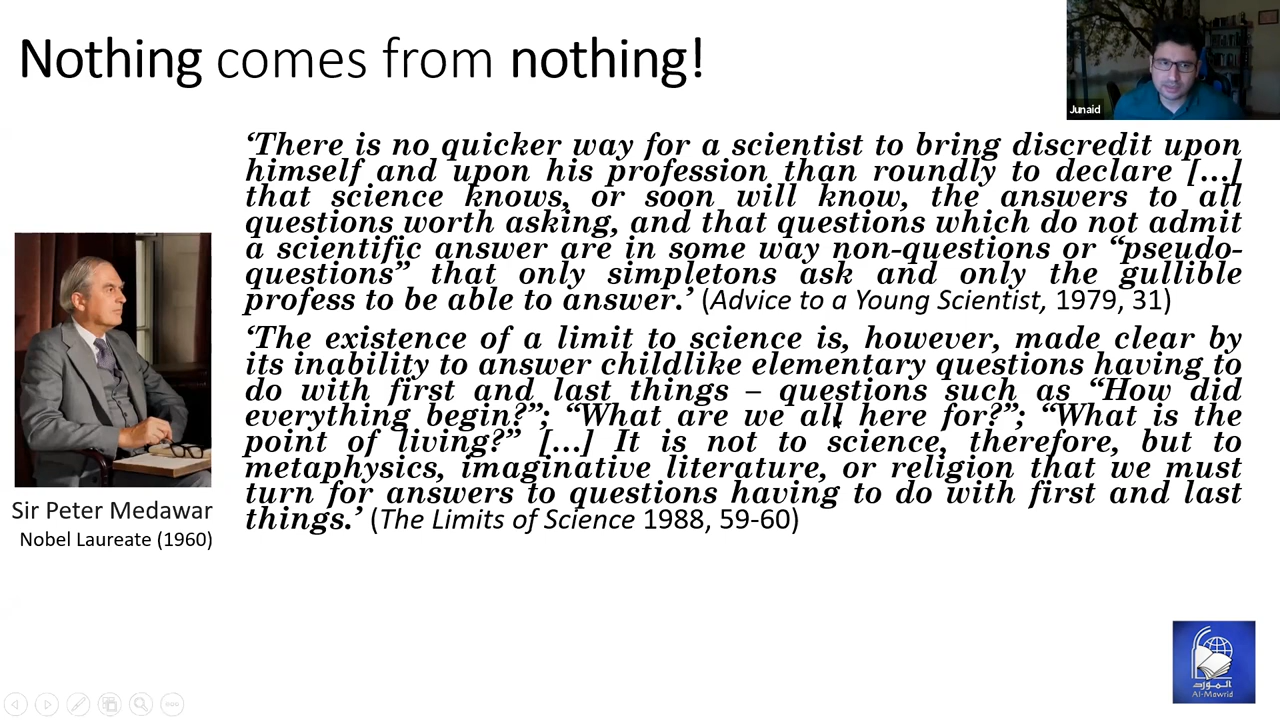 Nothing comes from nothing!
Junaid
‘There is no quicker way for a scientist to bring discredit upon
himself and upon his profession than roundly to declare [...]
that science knows, or soon will know, the answers to all
questions worth asking, and that questions which do not admit
a scientific answer are in some way non-questions or “pseudo-
questions” that only simpletons ask and only the gullible
profess to be able to answer.’ (Advice to a Young Scientist, 1979, 31)
‘The existence of a limit to science is, however, made clear by
its inability to answer childlike elementary questions having to
do with first and last things – questions such as “How did
everything begin?”; “What are we all here for?”; “What is the
point of living?” [...] It is not to science, therefore, but to
metaphysics, imaginative literature, or religion that we must
turn for answers to questions having to do with first and last
things.’ (The Limits of Science 1988, 59-60)
Sir Peter Medawar
Nobel Laureate (1960)
المورد
Al-Mawrid